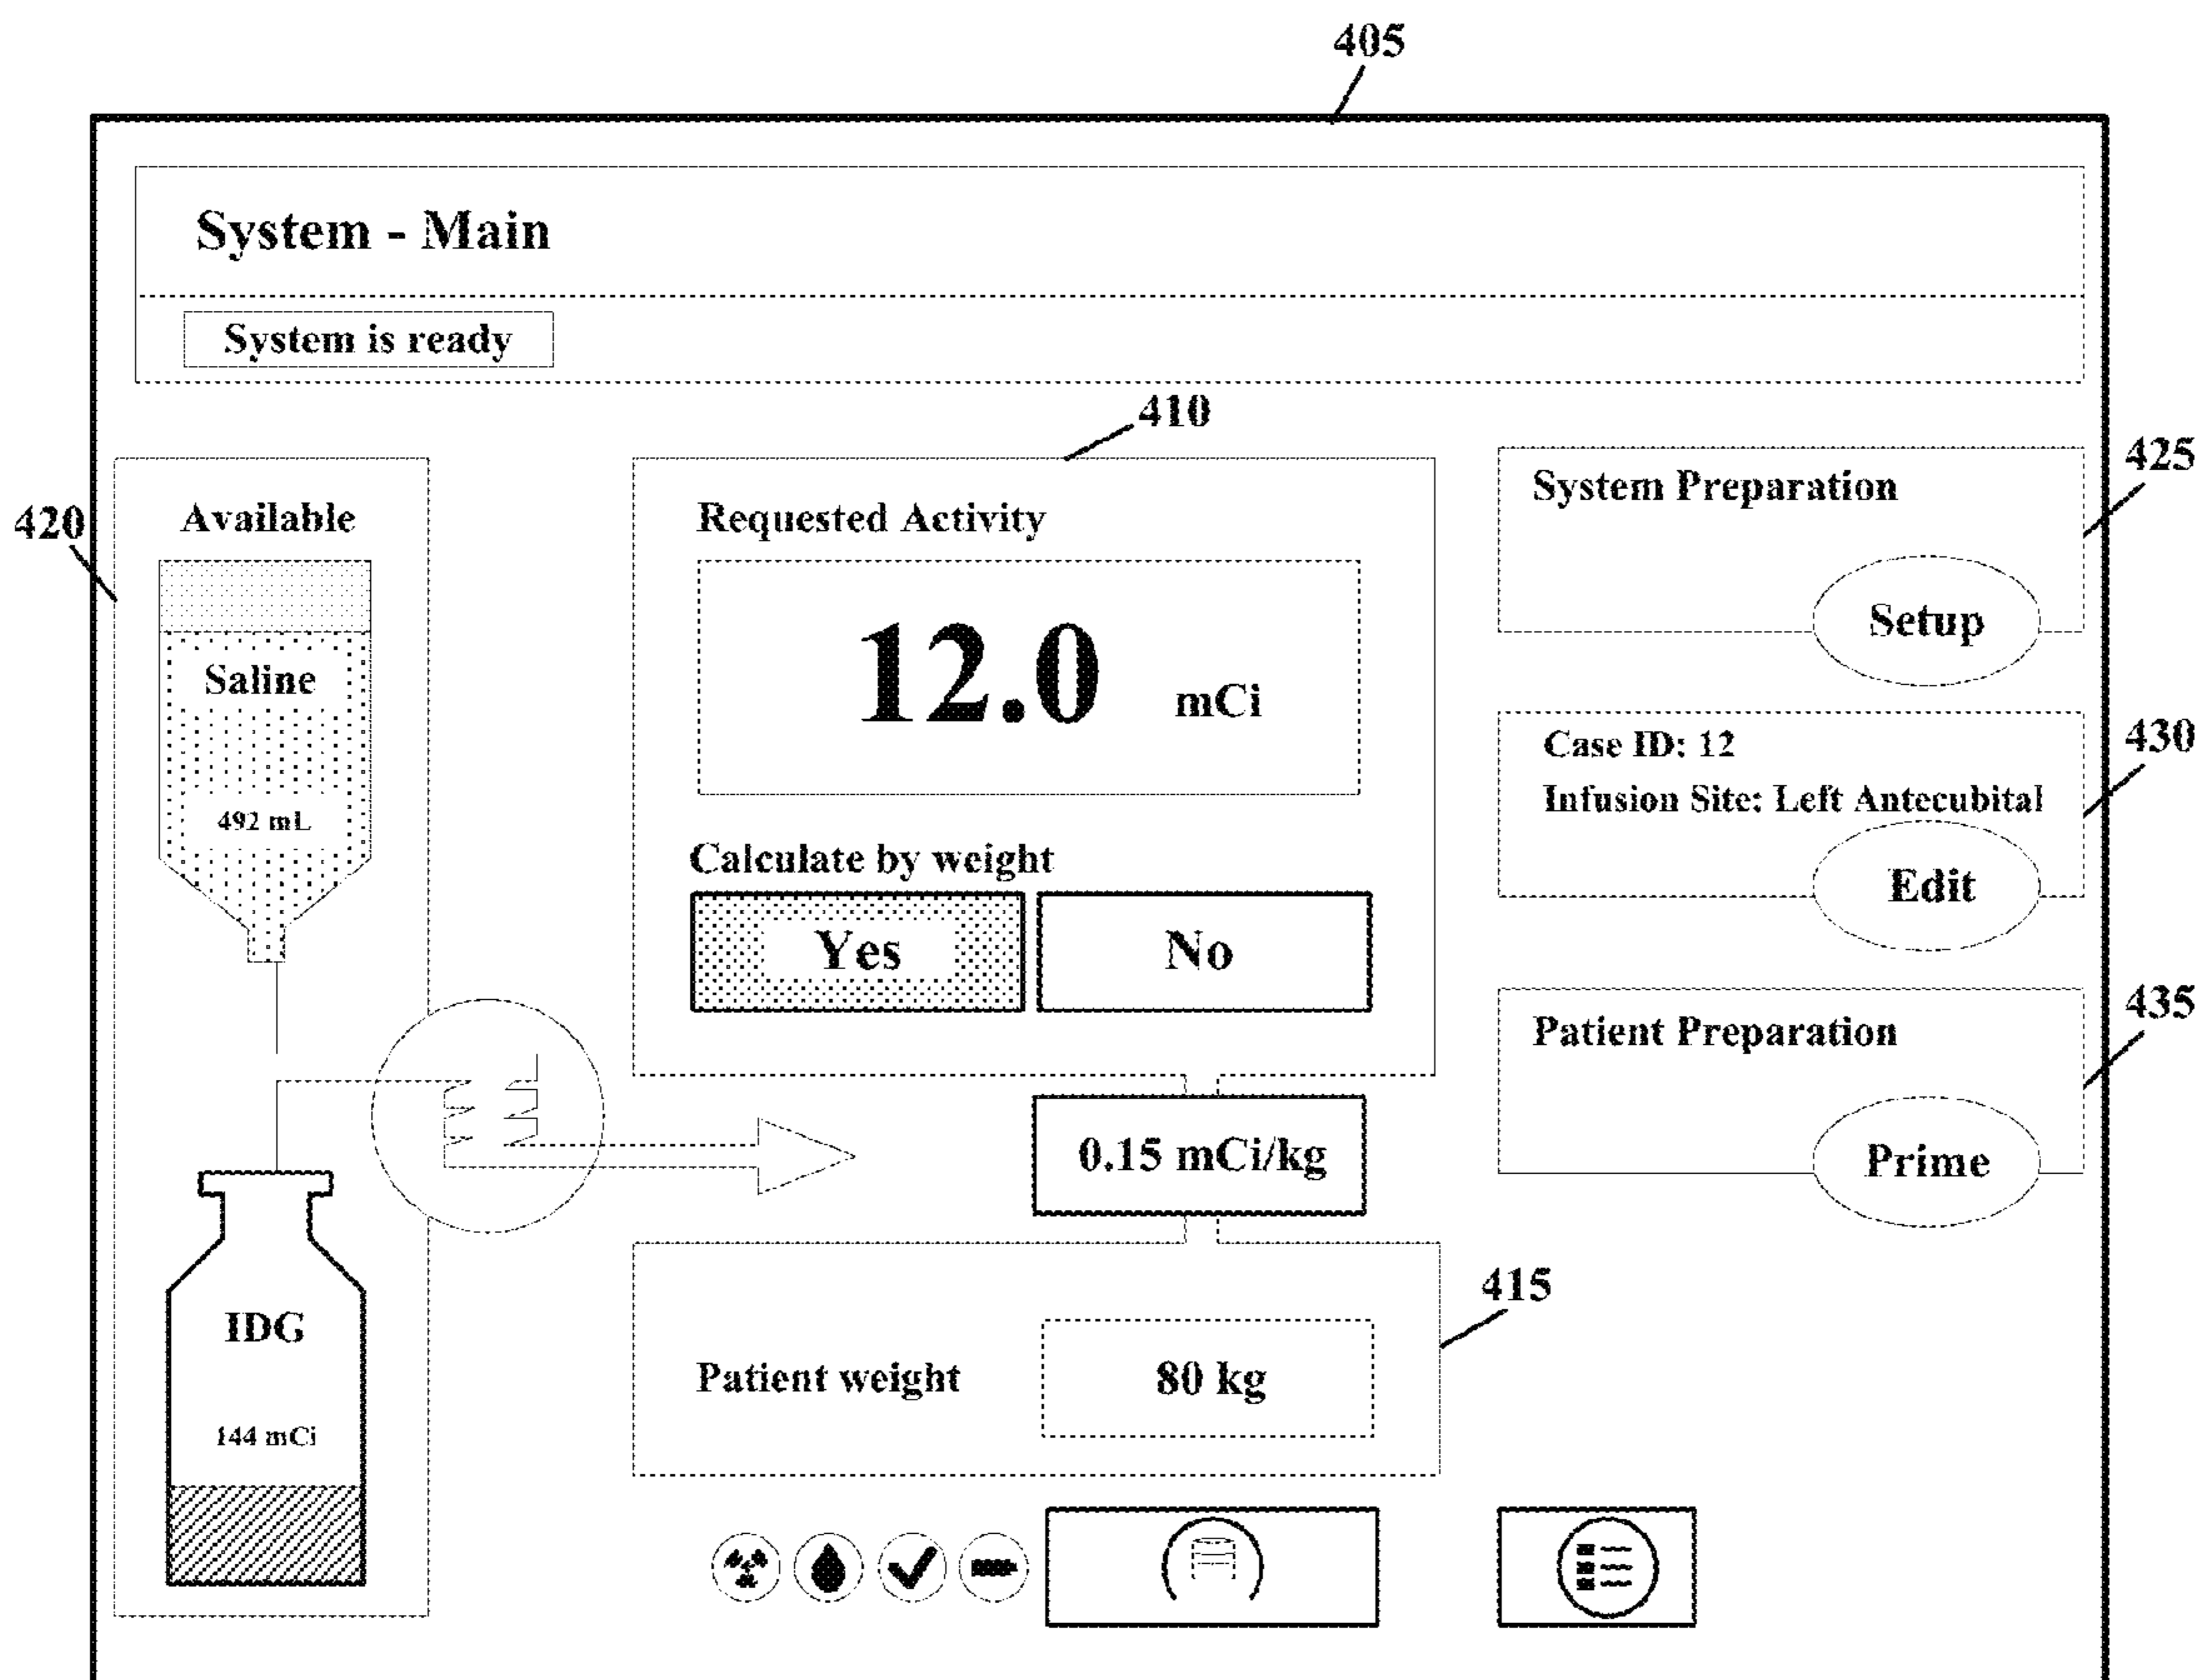 405
System - Main
System is ready
410
420
Available
Saline
492 mL
IDG
144 mCi
Requested Activity
12.0 mCi
Calculate by weight
Yes No
0.15 mCi/kg
Patient weight 80 kg
415
425
System Preparation
Setup
430
Case ID: 12
Infusion Site: Left Antecubital
Edit
435
Patient Preparation
Prime